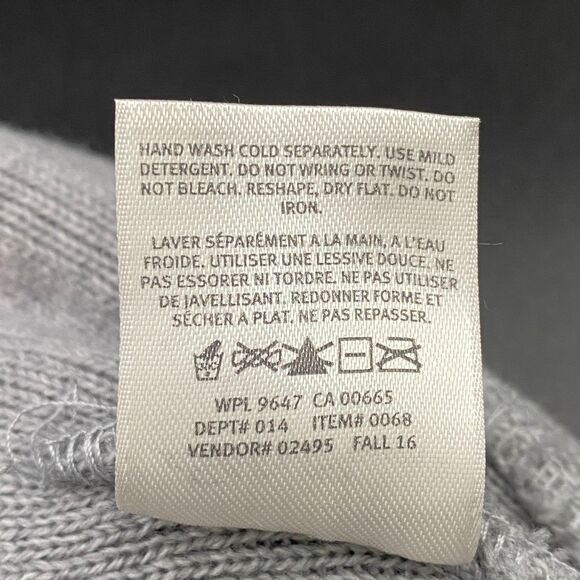 HAND WASH COLD SEPARATELY. USE MILD
DETERGENT. DO NOT WRING OR TWIST. DO
NOT BLEACH. RESHAPE, DRY FLAT. DO NOT
IRON.
LAVER SÉPARÉMENT A LA MAIN, A L'EAU
FROIDE. UTILISER UNE LESSIVE DOUCE. NE
PAS ESSORER NI TORDRE. NE PAS UTILISER
DE JAVELLISANT. REDONNER FORME ET
SÉCHER A PLAT. NE PAS REPASSER.
WPL 9647 CA 00665
DEPT# 014 ITEM# 0068
VENDOR# 02495 FALL 16